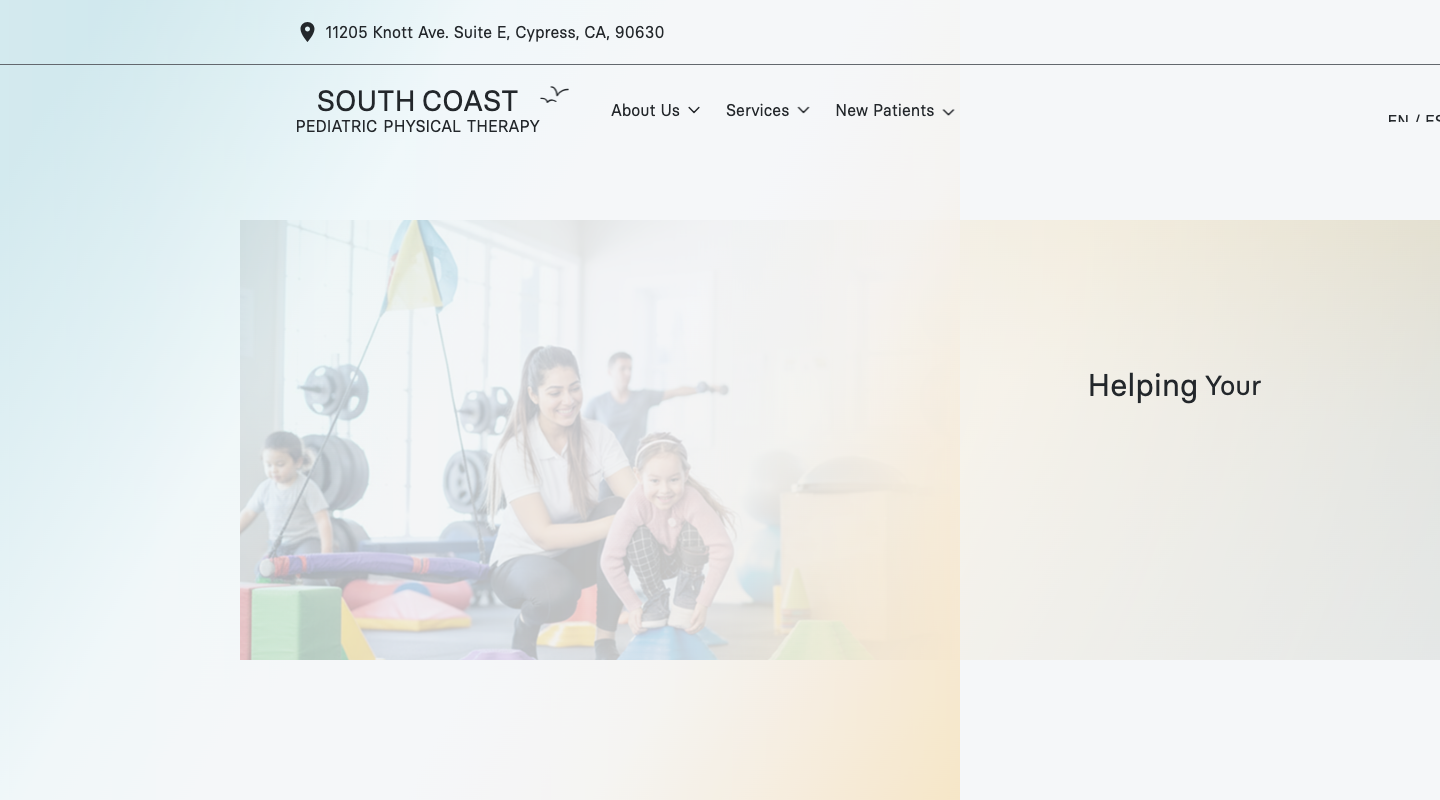 11205 Knott Ave. Suite E, Cypress, CA, 90630
SOUTH COAST
PEDIATRIC PHYSICAL THERAPY
About Us
Services
New Patients
EN / ES
Helping Your